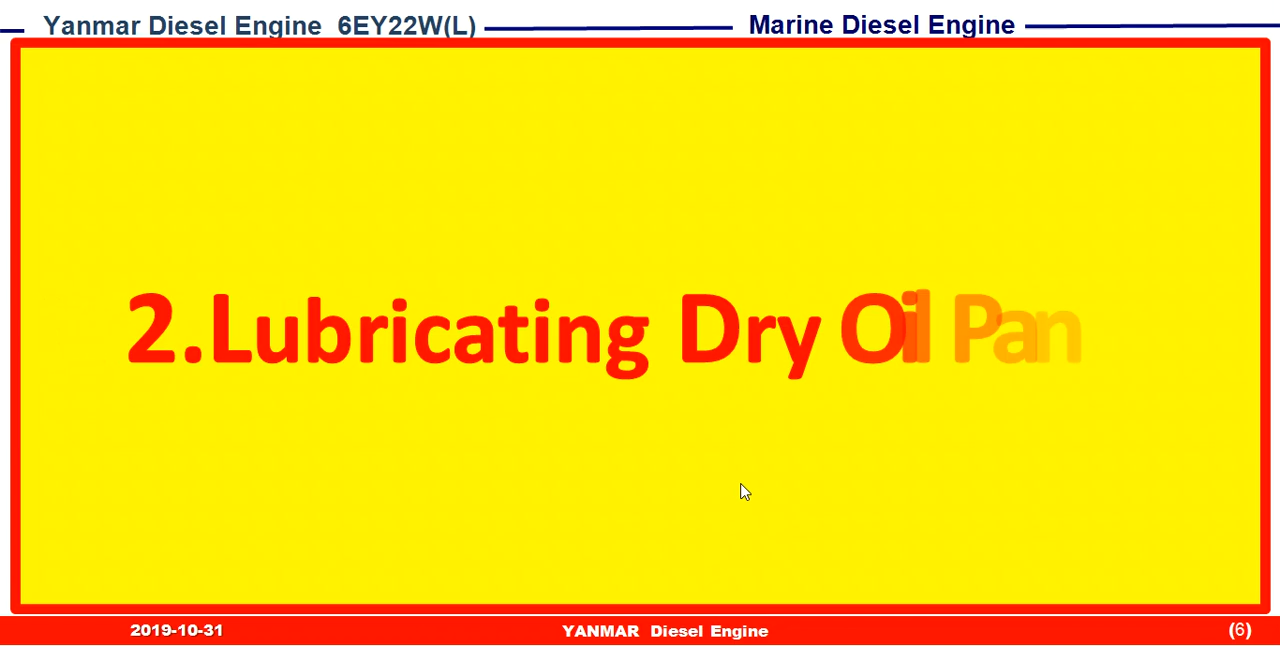 Yanmar Diesel Engine 6EY22W(L) Marine Diesel Engine
2.Lubricating Dry Oil Pan
2019-10-31 YANMAR Diesel Engine (6)